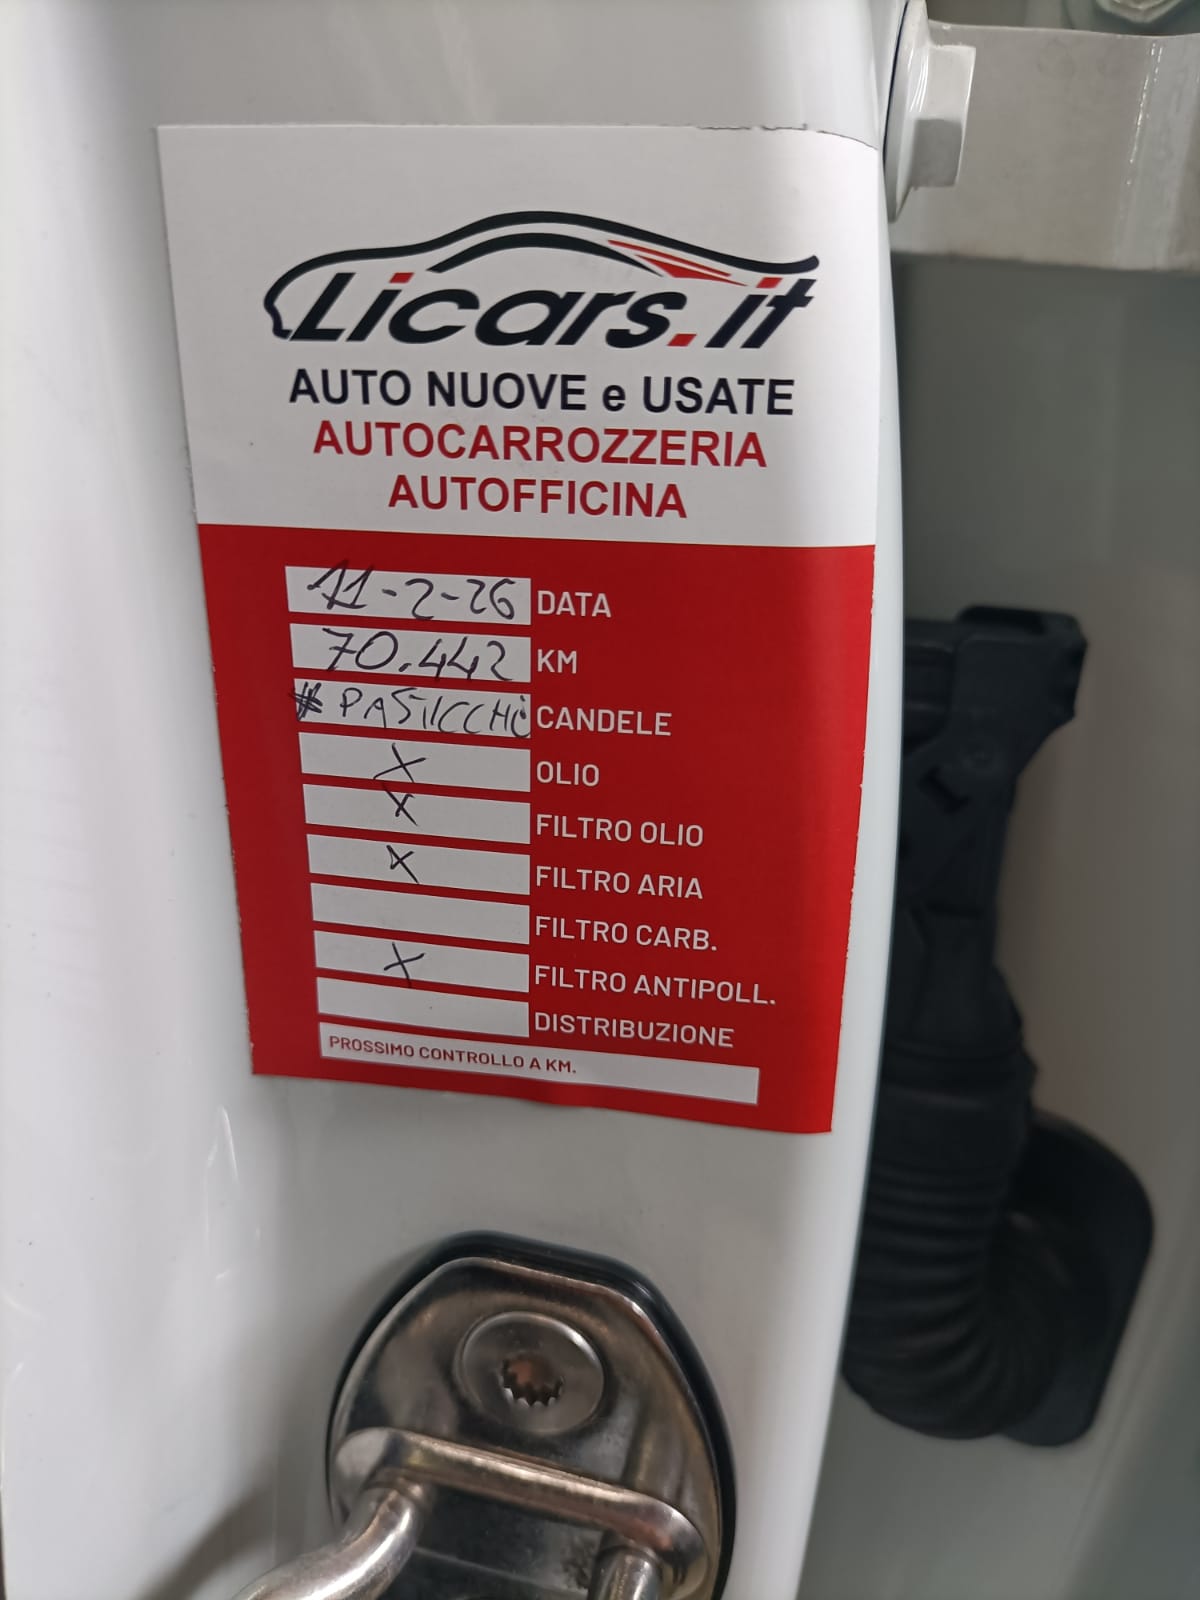 Licars.it
AUTO NUOVE e USATE
AUTOCARROZZERIA
AUTOFFICINA
11-2-26 DATA
70.442 KM
PASTICCHE CANDELE
X OLIO
X FILTRO OLIO
X FILTRO ARIA
FILTRO CARB.
X FILTRO ANTIPOLL.
DISTRIBUZIONE
PROSSIMO CONTROLLO A KM.